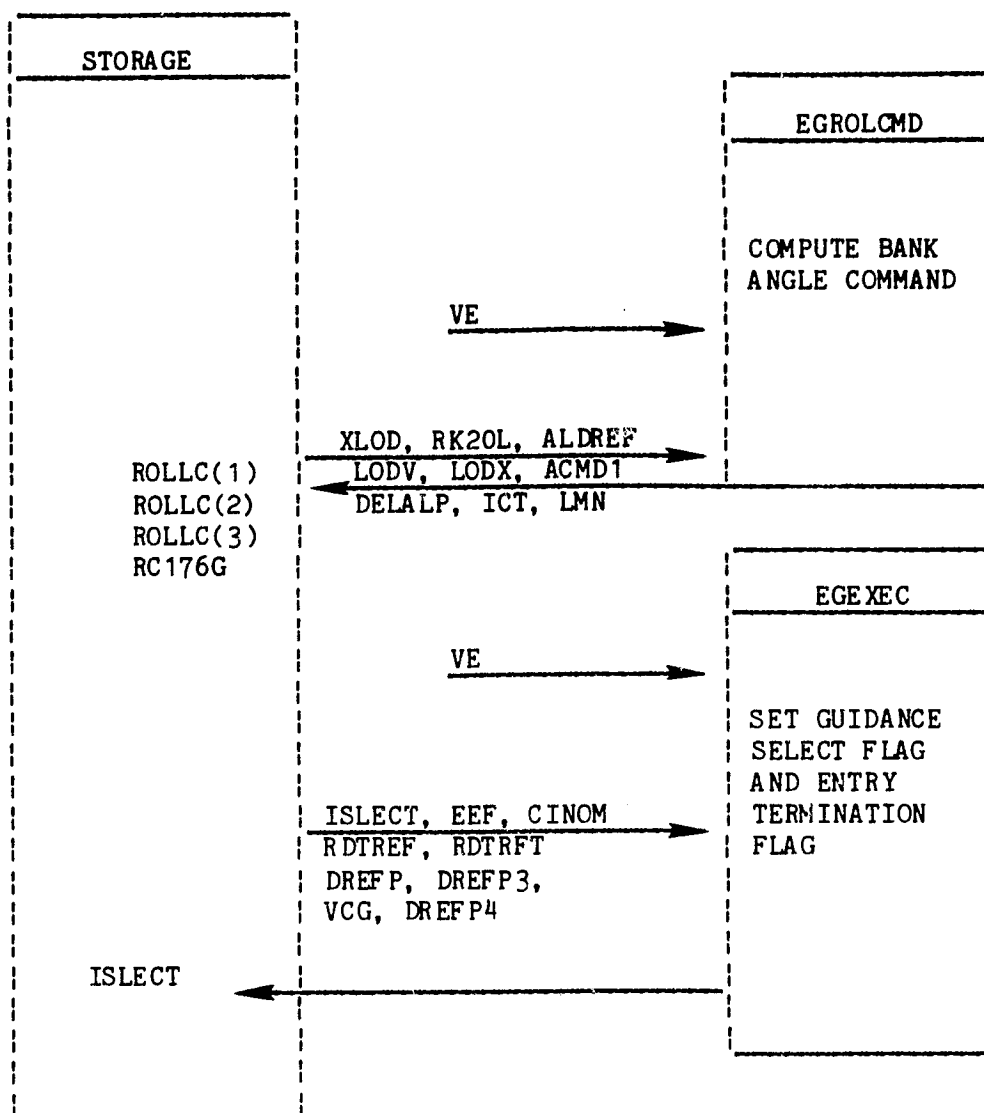 STORAGE
EGROLCMD
COMPUTE BANK
ANGLE COMMAND
VE
XLOD, RK20L, ALDREF
LODV, LODX, ACMD1
DELALP, ICT, LMN
ROLLC(1)
ROLLC(2)
ROLLC(3)
RC176G
EGEXEC
VE
SET GUIDANCE
SELECT FLAG
AND ENTRY
TERMINATION
FLAG
ISLECT, EEF, CINOM
RDTREF, RDTRFT
DREFP, DREFP3,
VCG, DREFP4
ISLECT